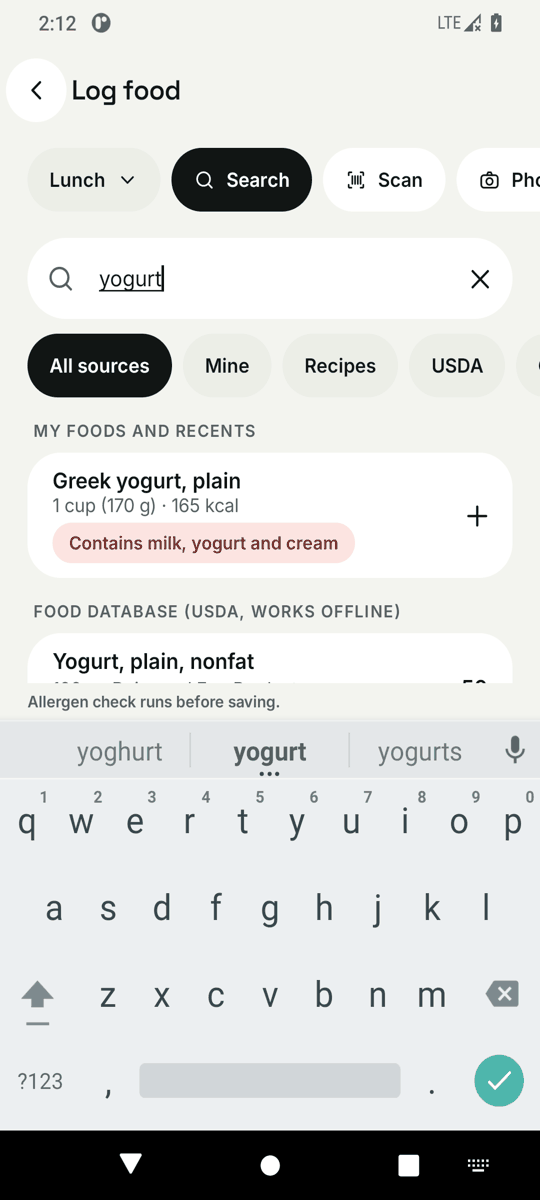 2:12
LTE
Log food
Lunch
Search
Scan
yogurt
All sources
Mine
Recipes
USDA
MY FOODS AND RECENTS
Greek yogurt, plain
1 cup (170 g) · 165 kcal
Contains milk, yogurt and cream
FOOD DATABASE (USDA, WORKS OFFLINE)
Yogurt, plain, nonfat
Allergen check runs before saving.
yoghurt yogurt yogurts
1 2 3 4 5 6 7 8 9 0
q w e r t y u i o p
a s d f g h j k l
z x c v b n m
?123 , .